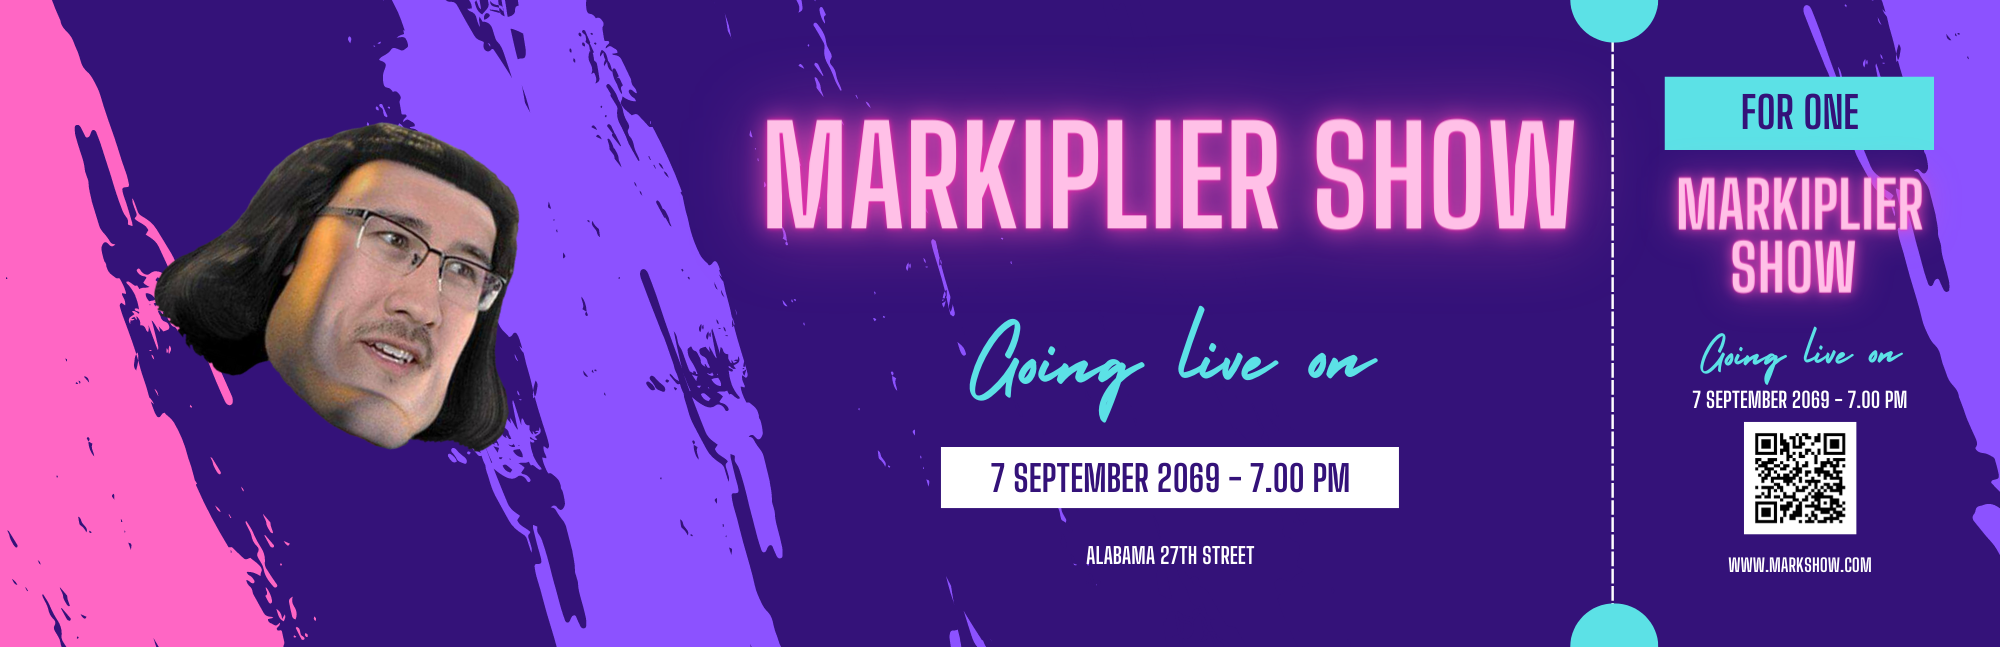 MARKIPLIER SHOW
Going live on
7 SEPTEMBER 2069 - 7.00 PM
ALABAMA 27TH STREET
FOR ONE
MARKIPLIER
SHOW
Going live on
7 SEPTEMBER 2069 - 7.00 PM
WWW.MARKSHOW.COM